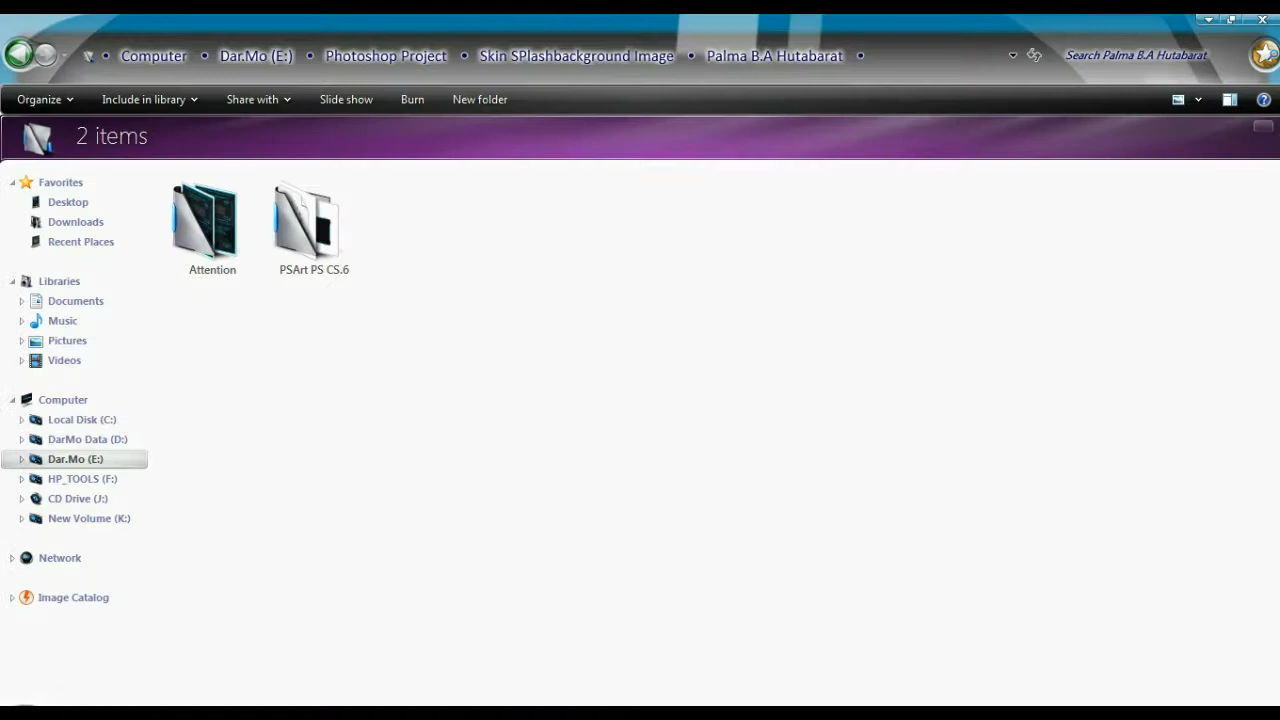 Computer • Dar.Mo (E:) • Photoshop Project • Skin SPlashbackground Image • Palma B.A Hutabarat •
Search Palma B.A Hutabarat
Organize Include in library Share with Slide show Burn New folder
2 items
Favorites
Desktop
Downloads
Recent Places
Libraries
Documents
Music
Pictures
Videos
Computer
Local Disk (C:)
DarMo Data (D:)
Dar.Mo (E:)
HP_TOOLS (F:)
CD Drive (J:)
New Volume (K:)
Network
Image Catalog
Attention
PSArt PS CS.6